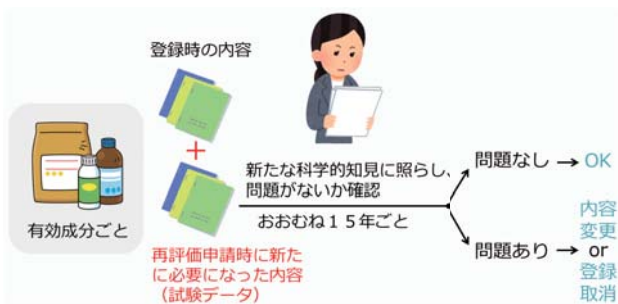 登録時の内容
+
有効成分ごと
再評価申請時に新た
に必要になった内容
(試験データ)
新たな科学的知見に照らし、
問題がないか確認
おおむね15年ごと
問題なし → OK
問題あり →
内容
変更
or
登録
取消